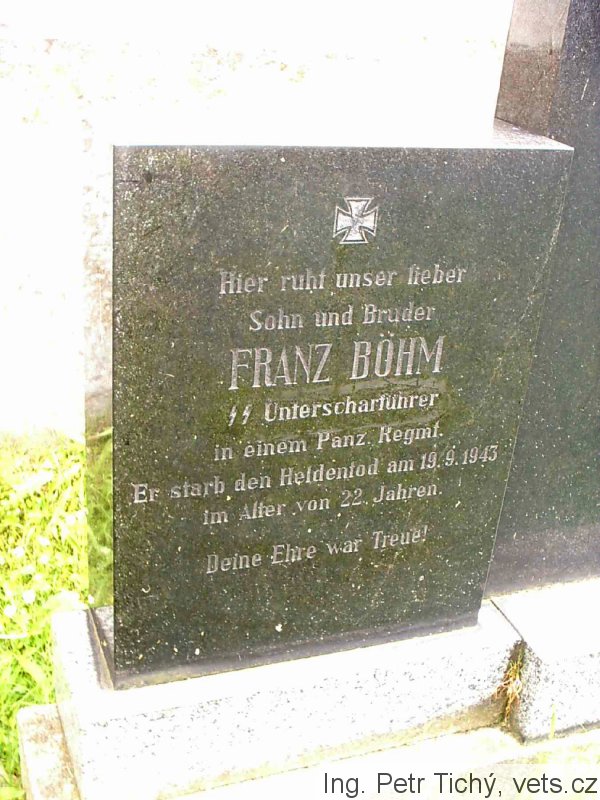 Hier ruht unser lieber
Sohn und Bruder
FRANZ BÖHM
SS Unterscharführer
in einem Panz. Regmt.
Er starb den Heldentod am 19.9.1943
im Alter von 22 Jahren.
Deine Ehre war Treue!
Ing. Petr Tichý, vets.cz